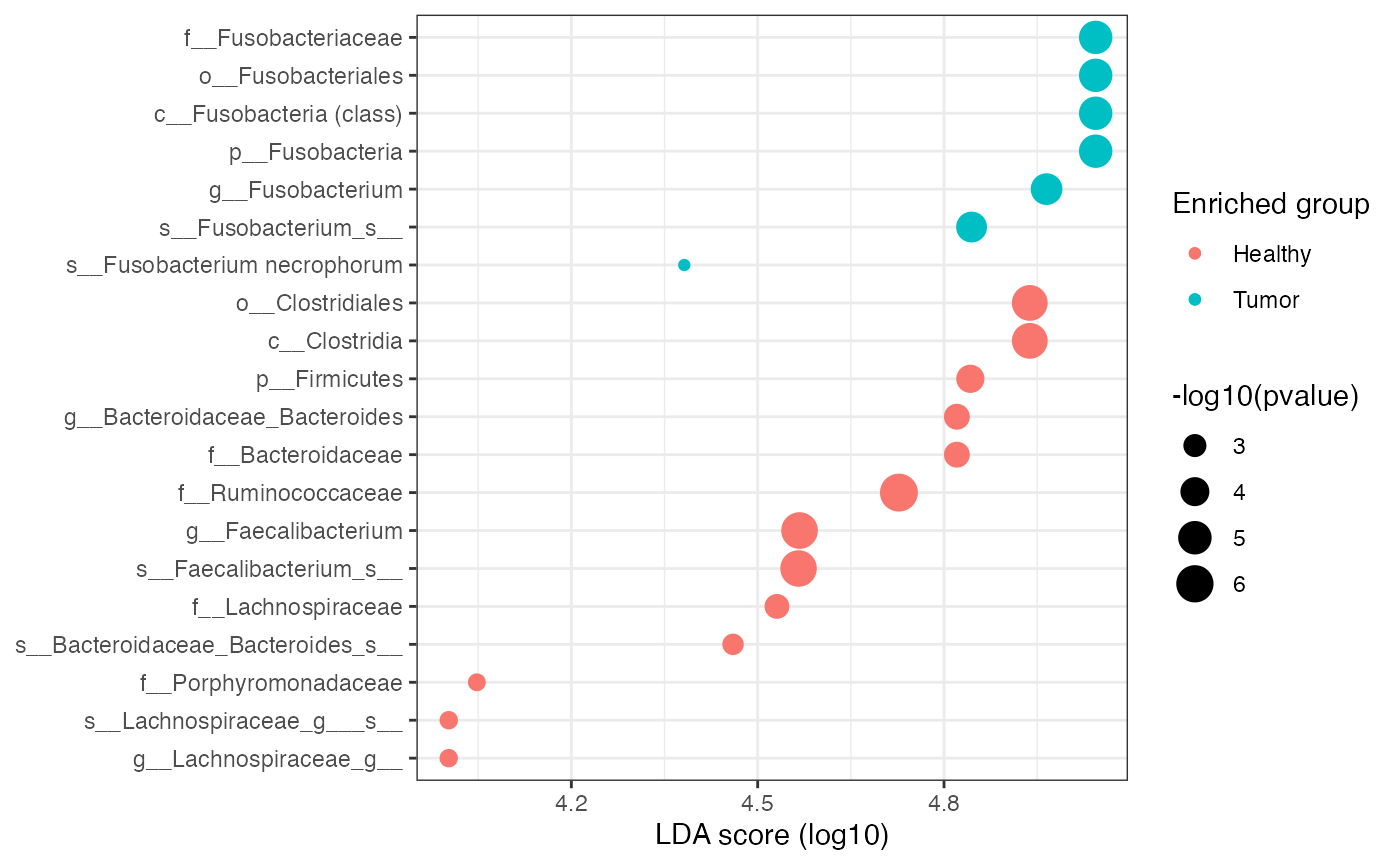 f__Fusobacteriaceae
o__Fusobacteriales
c__Fusobacteria (class)
p__Fusobacteria
g__Fusobacterium
s__Fusobacterium_s__
s__Fusobacterium necrophorum
o__Clostridiales
c__Clostridia
p__Firmicutes
g__Bacteroidaceae_Bacteroides
f__Bacteroidaceae
f__Ruminococcaceae
g__Faecalibacterium
s__Faecalibacterium_s__
f__Lachnospiraceae
s__Bacteroidaceae_Bacteroides_s__
f__Porphyromonadaceae
s__Lachnospiraceae_g___s__
g__Lachnospiraceae_g__
4.2 4.5 4.8
LDA score (log10)
Enriched group
Healthy
Tumor
-log10(pvalue)
3
4
5
6